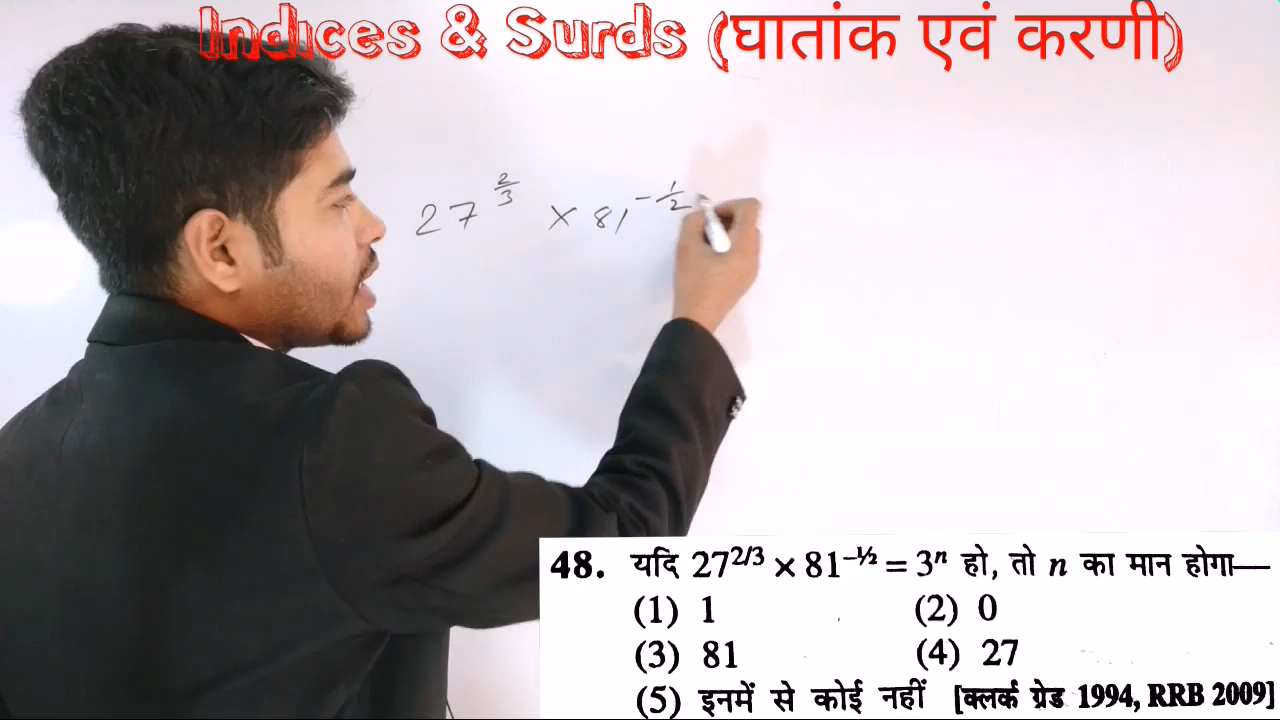 Indices & Surds (घातांक एवं करणी)
27^{2/3} × 81^{-1/2}
48. यदि 27^{2/3} × 81^{-½} = 3^n हो, तो n का मान होगा—
(1) 1 (2) 0
(3) 81 (4) 27
(5) इनमें से कोई नहीं [क्लर्क ग्रेड 1994, RRB 2009]